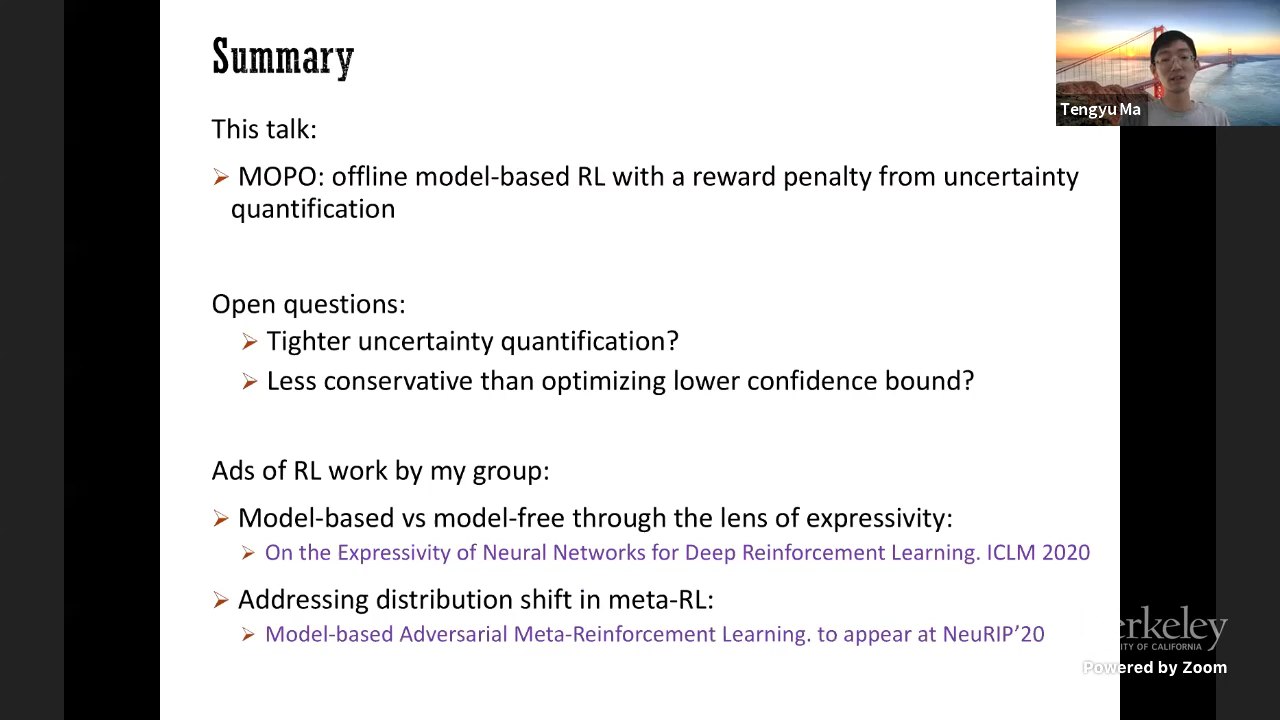 Summary
This talk:
MOPO: offline model-based RL with a reward penalty from uncertainty
quantification
Open questions:
Tighter uncertainty quantification?
Less conservative than optimizing lower confidence bound?
Ads of RL work by my group:
Model-based vs model-free through the lens of expressivity:
On the Expressivity of Neural Networks for Deep Reinforcement Learning. ICLM 2020
Addressing distribution shift in meta-RL:
Model-based Adversarial Meta-Reinforcement Learning. to appear at NeuRIP'20
Tengyu Ma
erkeley
ITY OF CALIFORNIA
Powered by Zoom